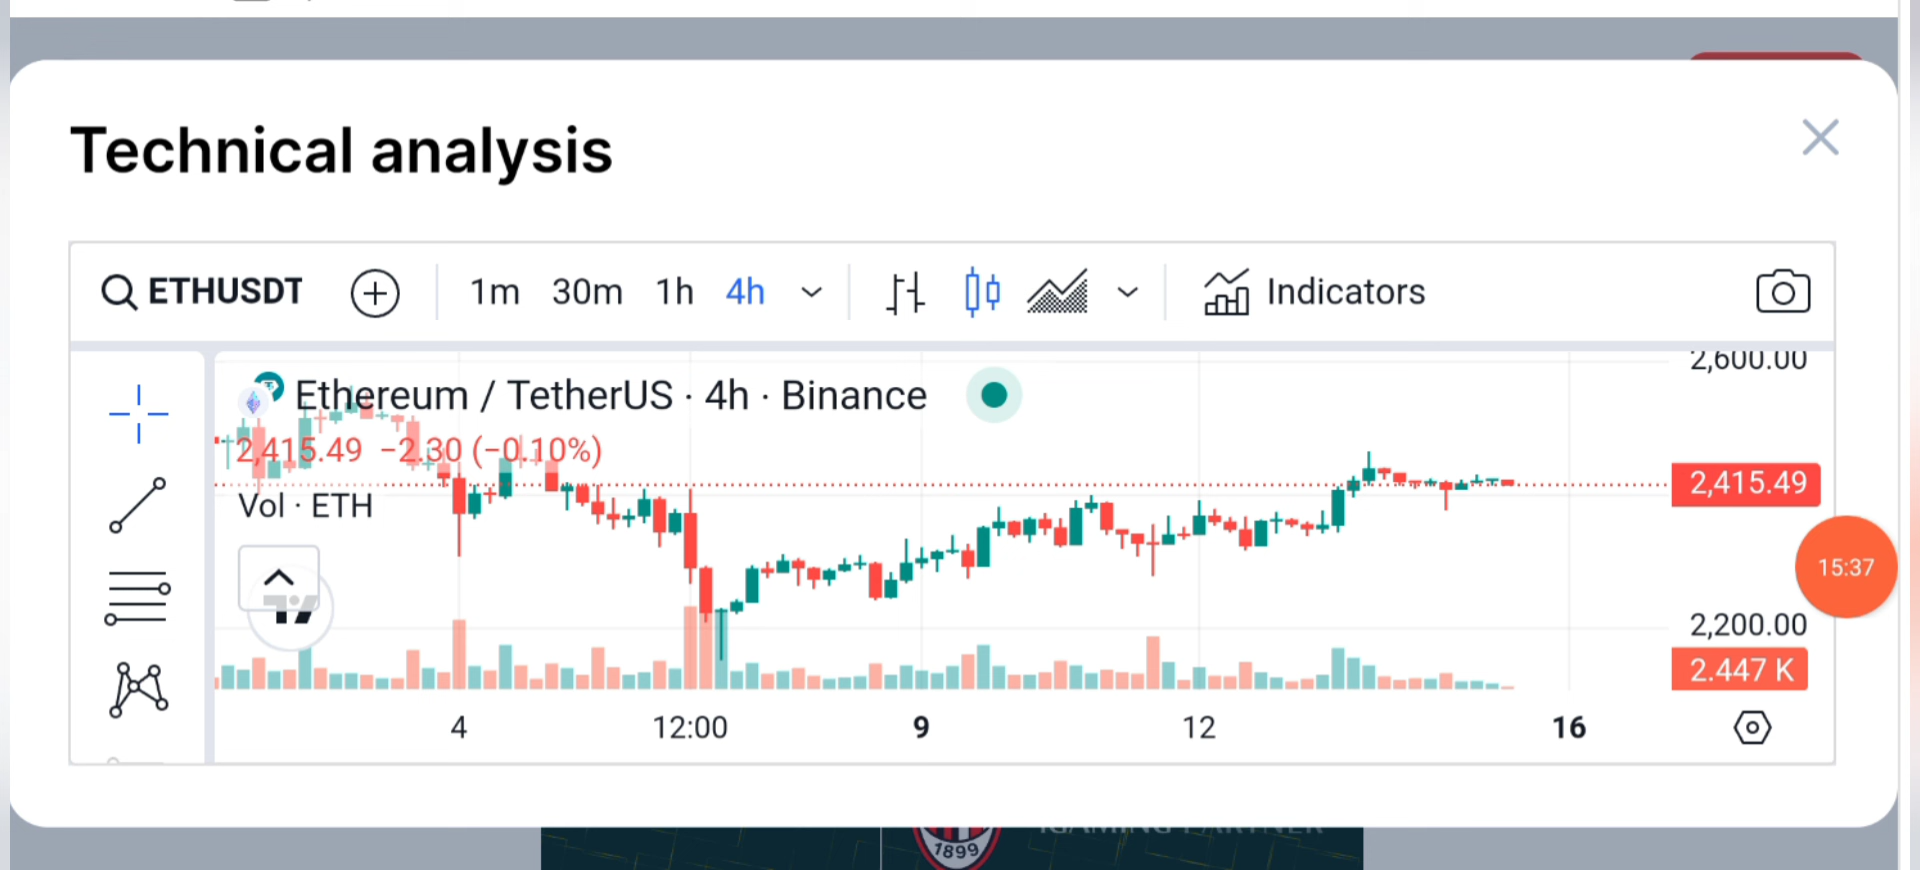 Technical analysis
ETHUSDT 1m 30m 1h 4h Indicators
2,600.00
Ethereum / TetherUS · 4h · Binance
2,415.49 −2.30 (−0.10%)
2,415.49
Vol · ETH
15:37
2,200.00
2.447 K
4 12:00 9 12 16
1899